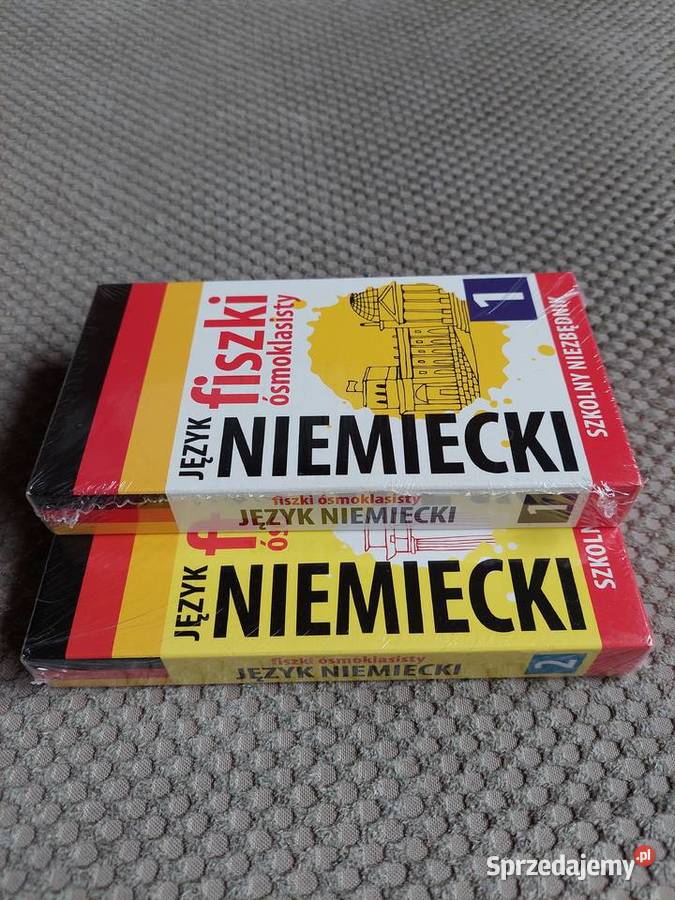 JĘZYK
fiszki
ósmoklasisty
NIEMIECKI
1
SZKOLNY NIEZBĘDNIK
fiszki ósmoklasisty
JĘZYK NIEMIECKI
1
JĘZYK
NIEMIECKI
fiszki ósmoklasisty
JĘZYK NIEMIECKI
2
Sprzedajemy.pl